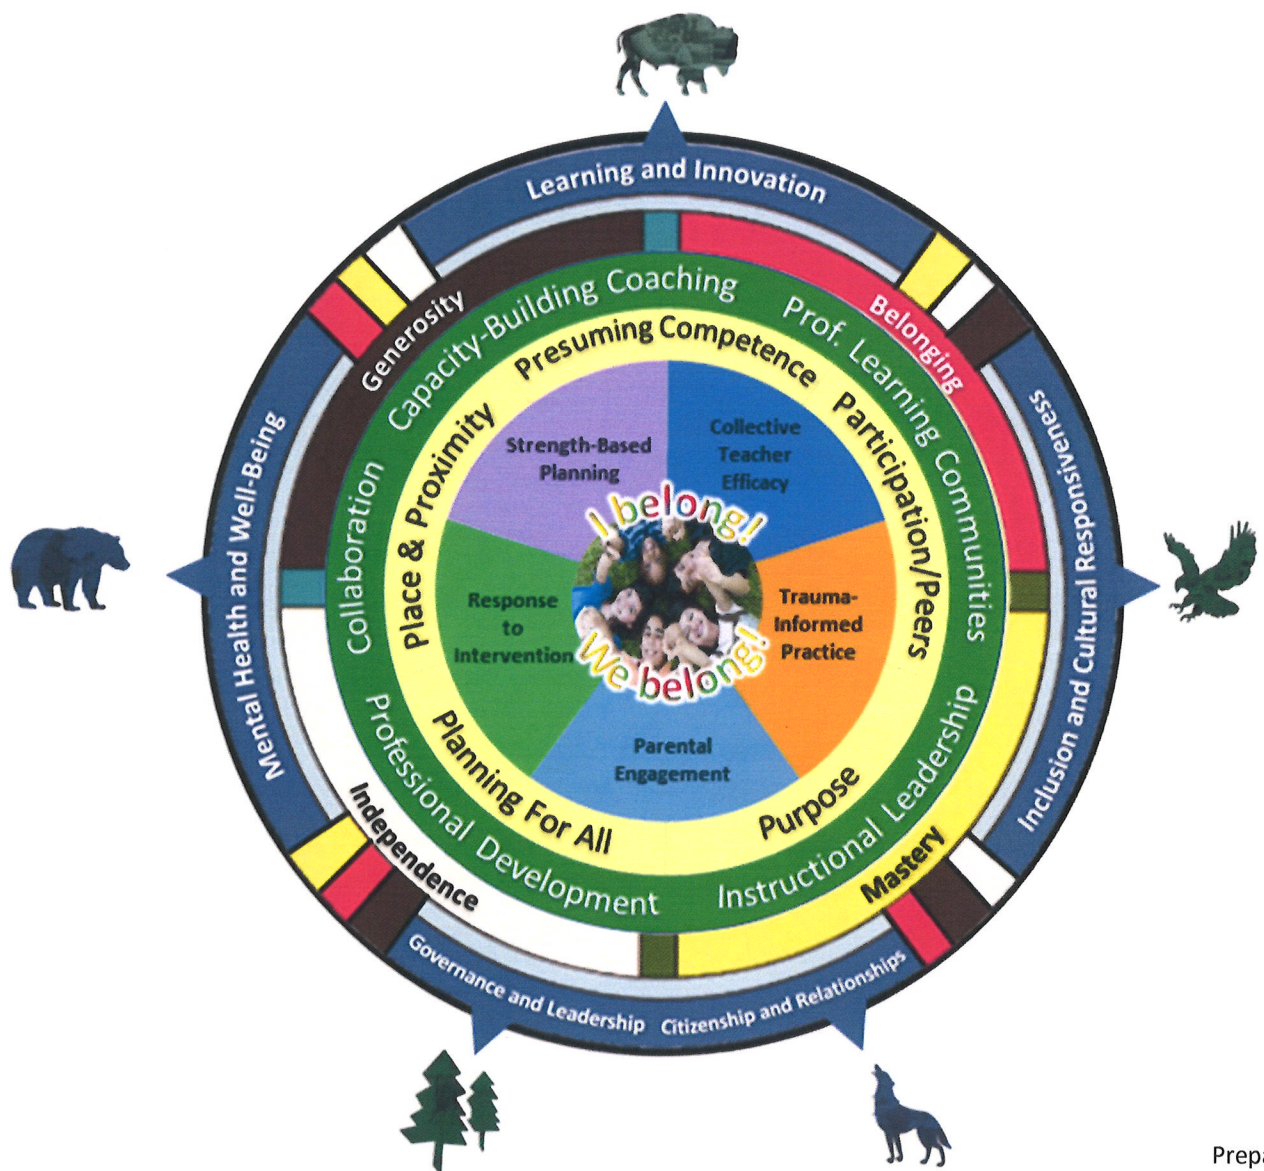 Learning and Innovation
Inclusion and Cultural Responsiveness
Citizenship and Relationships
Governance and Leadership
Mental Health and Well-Being
Generosity
Belonging
Mastery
Independence
Capacity-Building Coaching
Prof. Learning Communities
Instructional Leadership
Professional Development
Collaboration
Presuming Competence
Participation/Peers
Purpose
Planning For All
Place & Proximity
Strength-Based
Planning
Collective
Teacher
Efficacy
Trauma-
Informed
Practice
Parental
Engagement
Response
to
Intervention
I belong!
We belong!